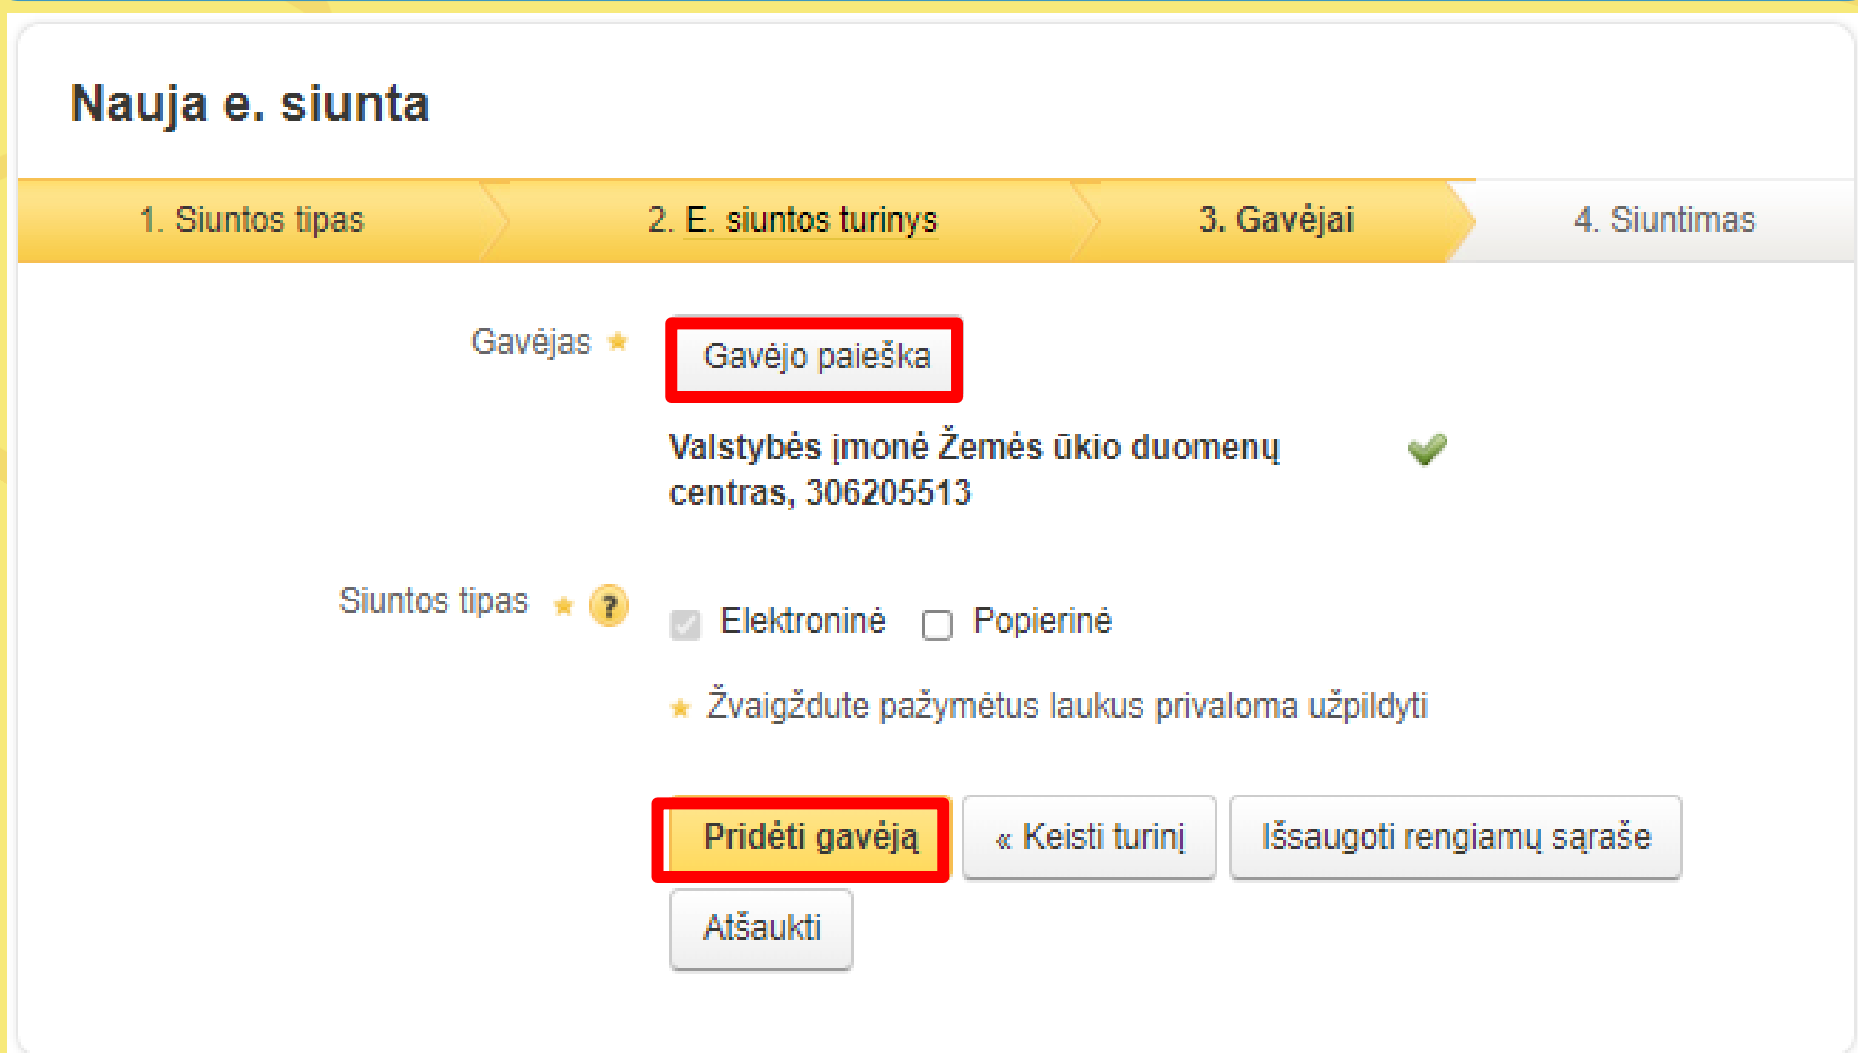 Nauja e. siunta
1. Siuntos tipas
2. E. siuntos turinys
3. Gavėjai
4. Siuntimas
Gavėjas
Gavėjo paieška
Valstybės įmonė Žemės ūkio duomenų
centras, 306205513
Siuntos tipas ?
Elektroninė
Popierinė
Žvaigždute pažymėtus laukus privaloma užpildyti
Pridėti gavėją
« Keisti turinį
Išsaugoti rengiamų sąraše
Atšaukti